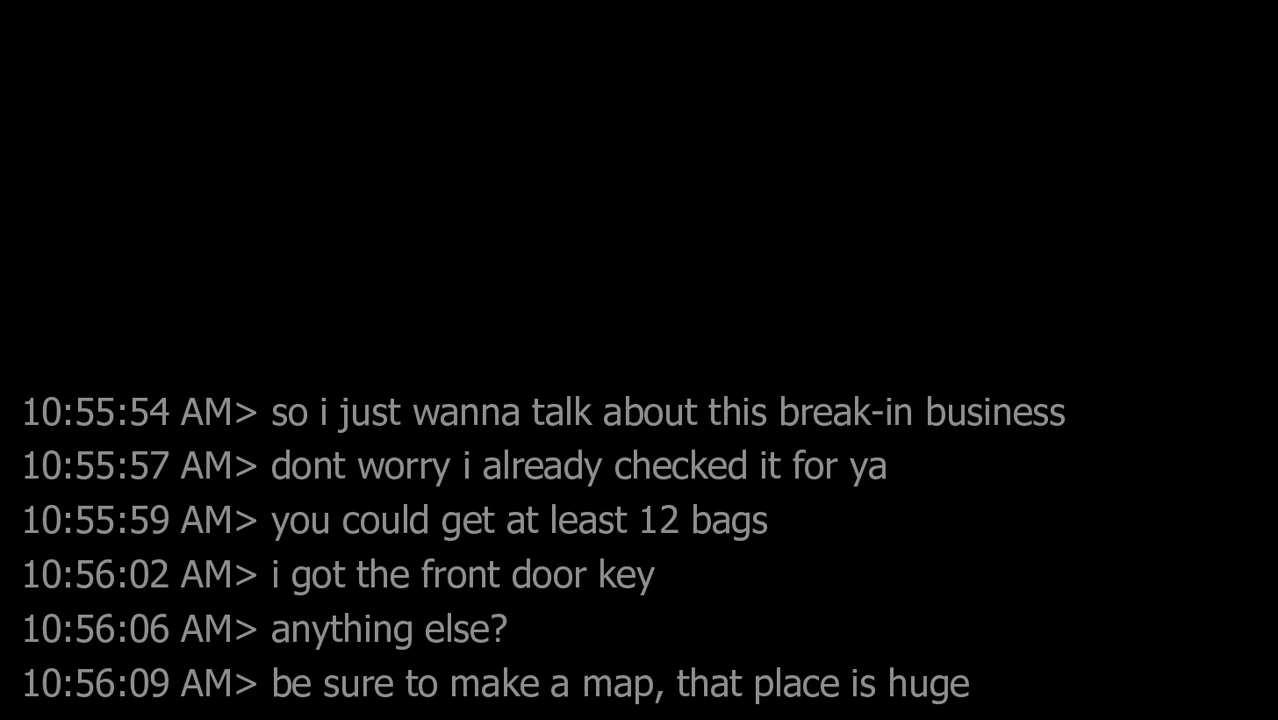 10:55:54 AM> so i just wanna talk about this break-in business
10:55:57 AM> dont worry i already checked it for ya
10:55:59 AM> you could get at least 12 bags
10:56:02 AM> i got the front door key
10:56:06 AM> anything else?
10:56:09 AM> be sure to make a map, that place is huge